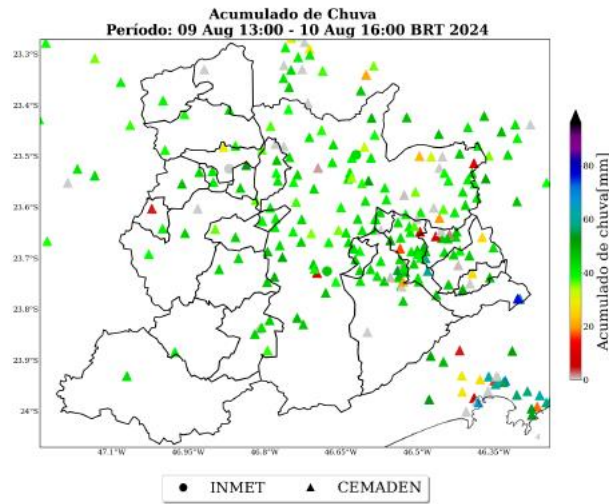 Acumulado de Chuva
Período: 09 Aug 13:00 - 10 Aug 16:00 BRT 2024
23.3°S
23.4°S
23.5°S
23.6°S
23.7°S
23.8°S
23.9°S
24°S
47.1°W
46.95°W
46.8°W
46.65°W
46.5°W
46.35°W
80
60
40
20
0
Acumulado de chuva[mm]
INMET
CEMADEN